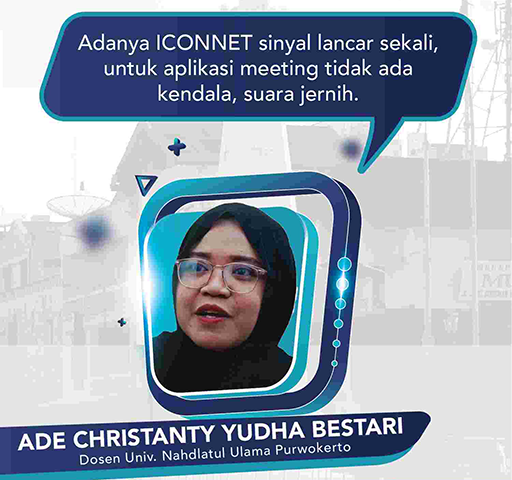 Adanya ICONNET sinyal lancar sekali,
untuk aplikasi meeting tidak ada
kendala, suara jernih.
ADE CHRISTANTY YUDHA BESTARI
Dosen Univ. Nahdlatul Ulama Purwokerto